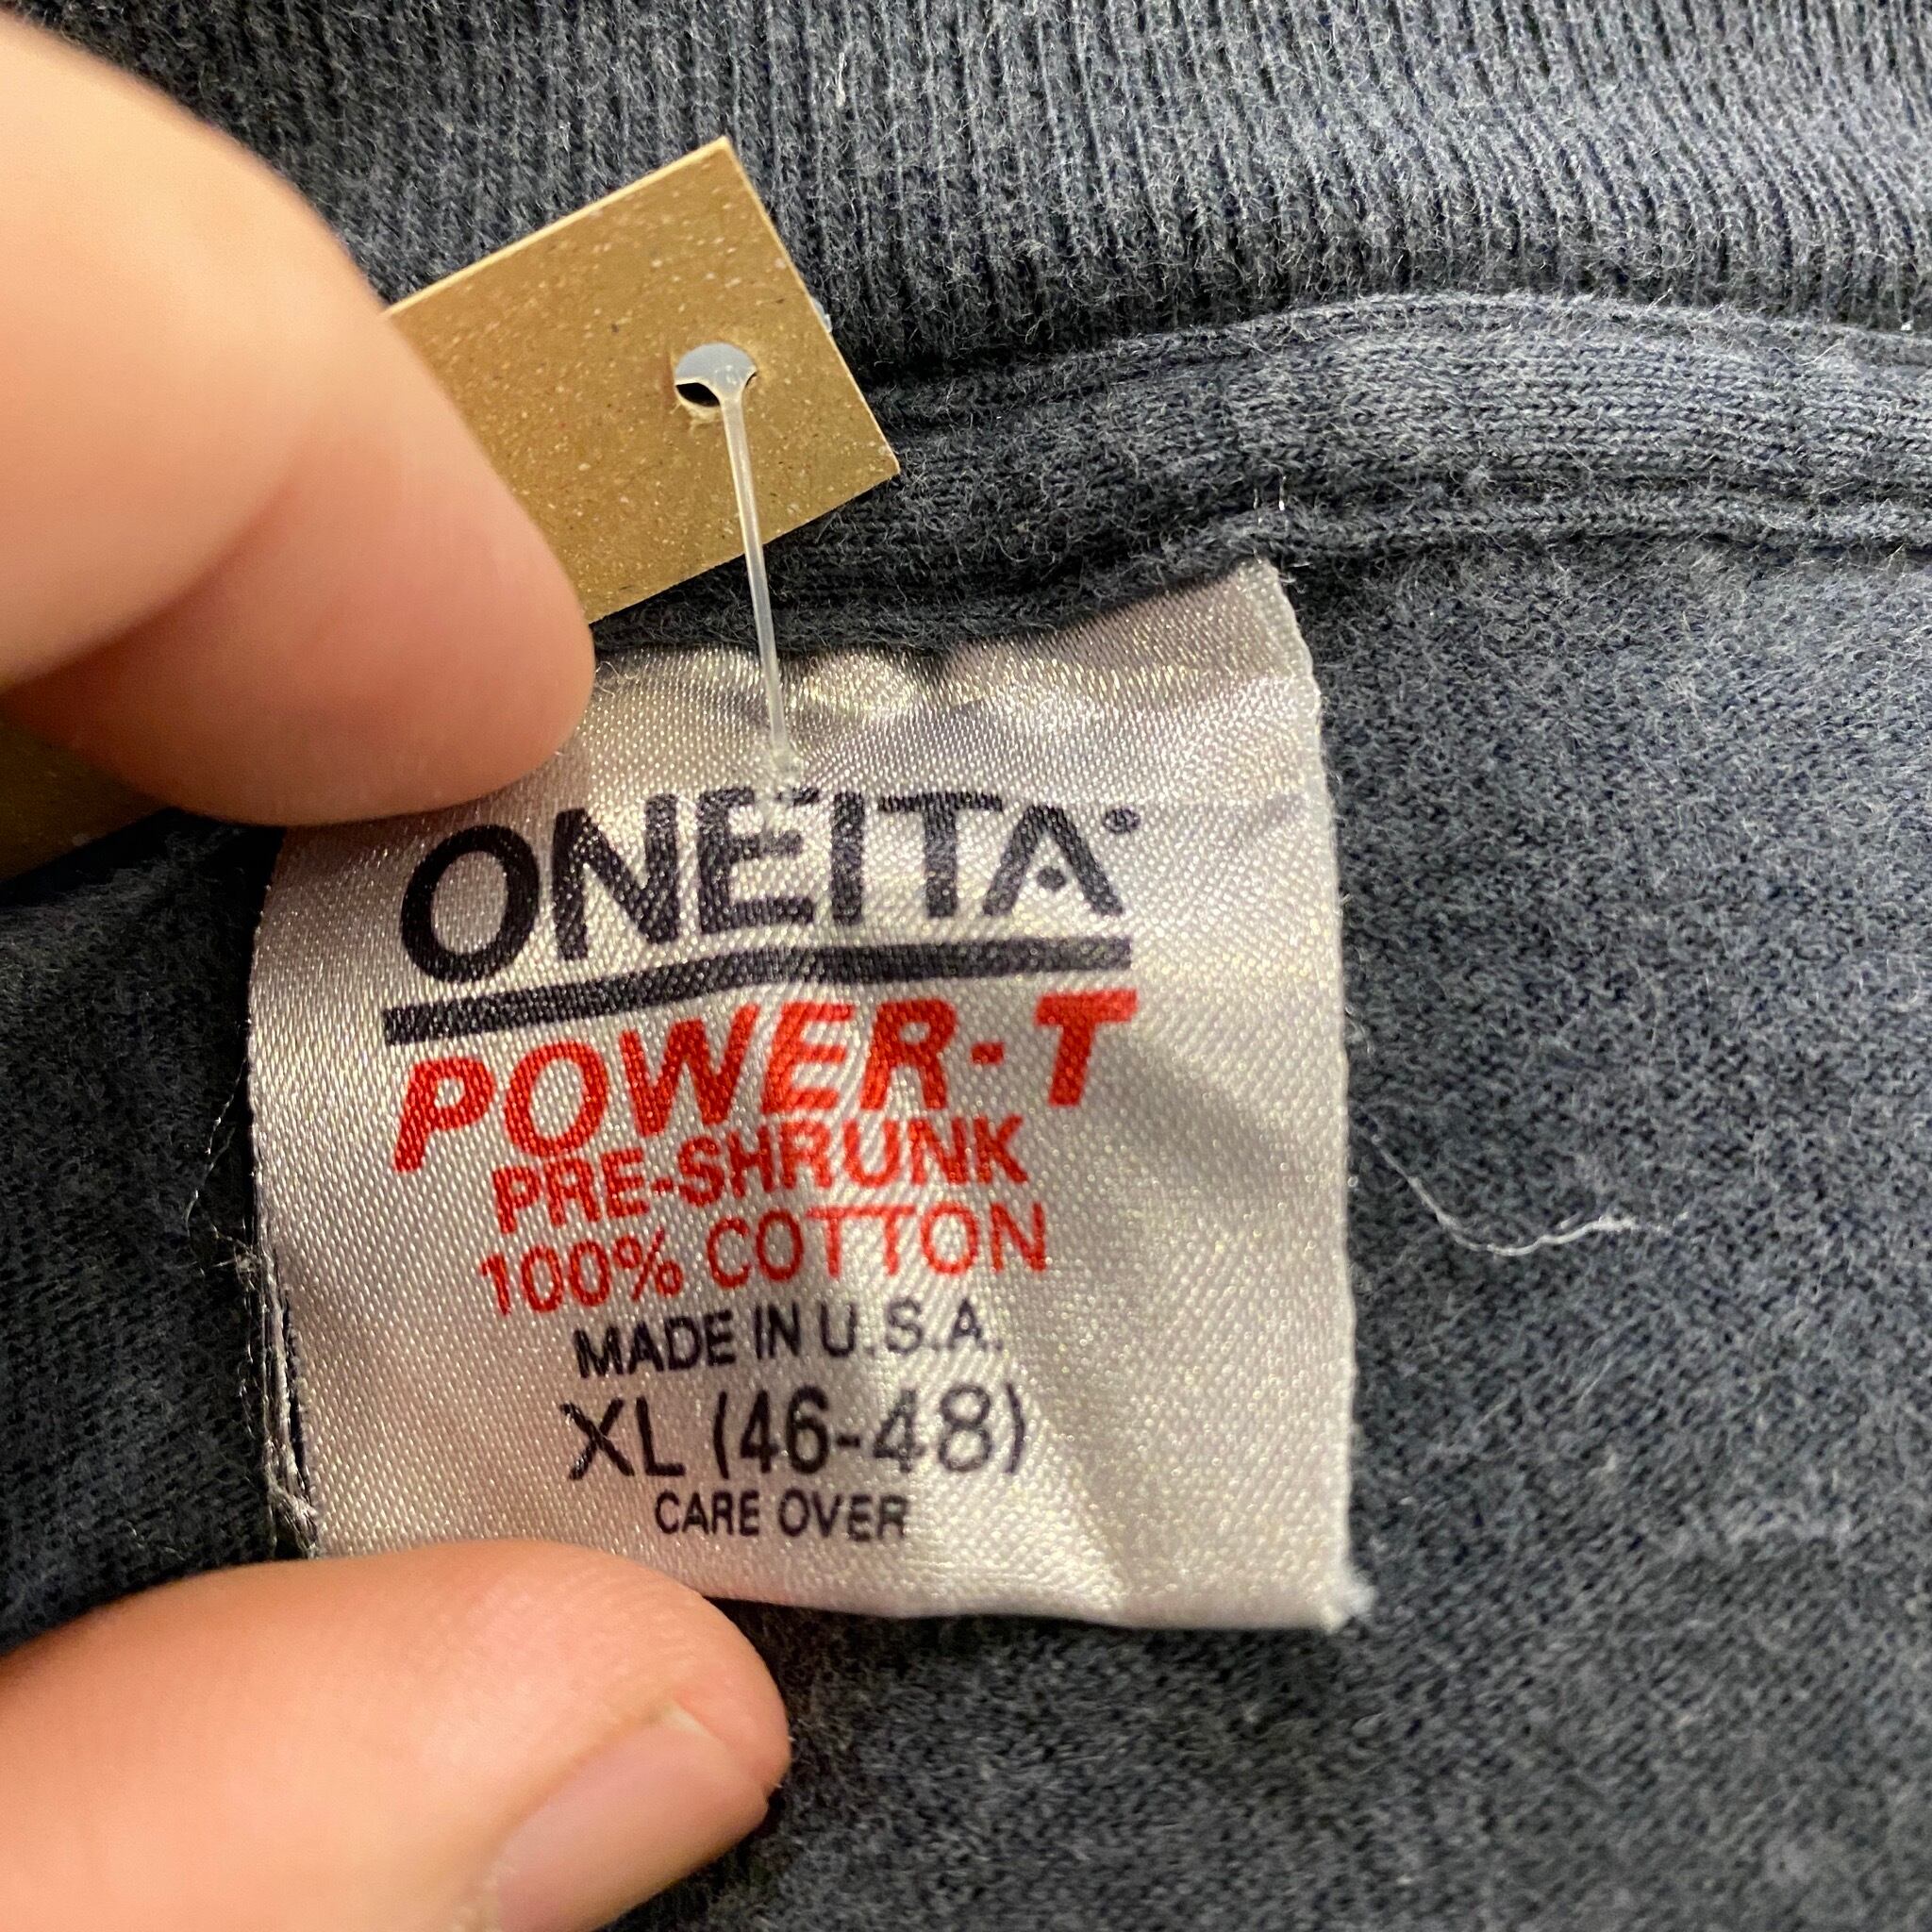 ONEITA®
POWER-T
PRE-SHRUNK
100% COTTON
MADE IN U.S.A.
XL (46-48)
CARE OVER